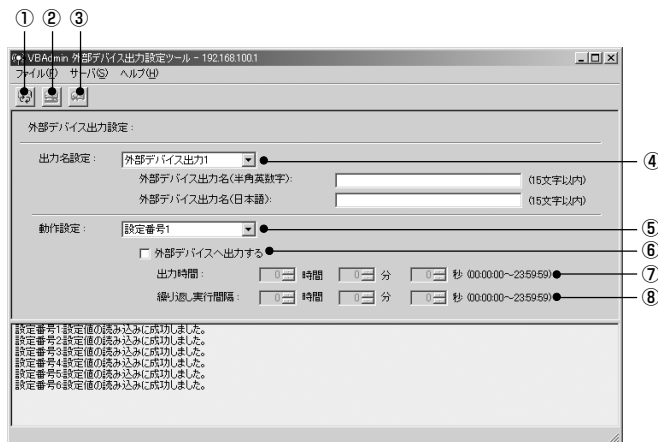 ① ② ③
VBAdmin 外部デバイス出力設定ツール - 192.168.100.1
ファイル(F) サーバ(S) ヘルプ(H)
外部デバイス出力設定 :
出力名設定 : 外部デバイス出力1 ④
外部デバイス出力名(半角英数字): (15文字以内)
外部デバイス出力名(日本語): (15文字以内)
動作設定 : 設定番号1 ⑤
外部デバイスへ出力する ⑥
出力時間 : 0 時間 0 分 0 秒 (00:00:00～23:59:59) ⑦
繰り返し実行間隔 : 0 時間 0 分 0 秒 (00:00:00～23:59:59) ⑧
設定番号1設定値の読み込みに成功しました。
設定番号2設定値の読み込みに成功しました。
設定番号3設定値の読み込みに成功しました。
設定番号4設定値の読み込みに成功しました。
設定番号5設定値の読み込みに成功しました。
設定番号6設定値の読み込みに成功しました。